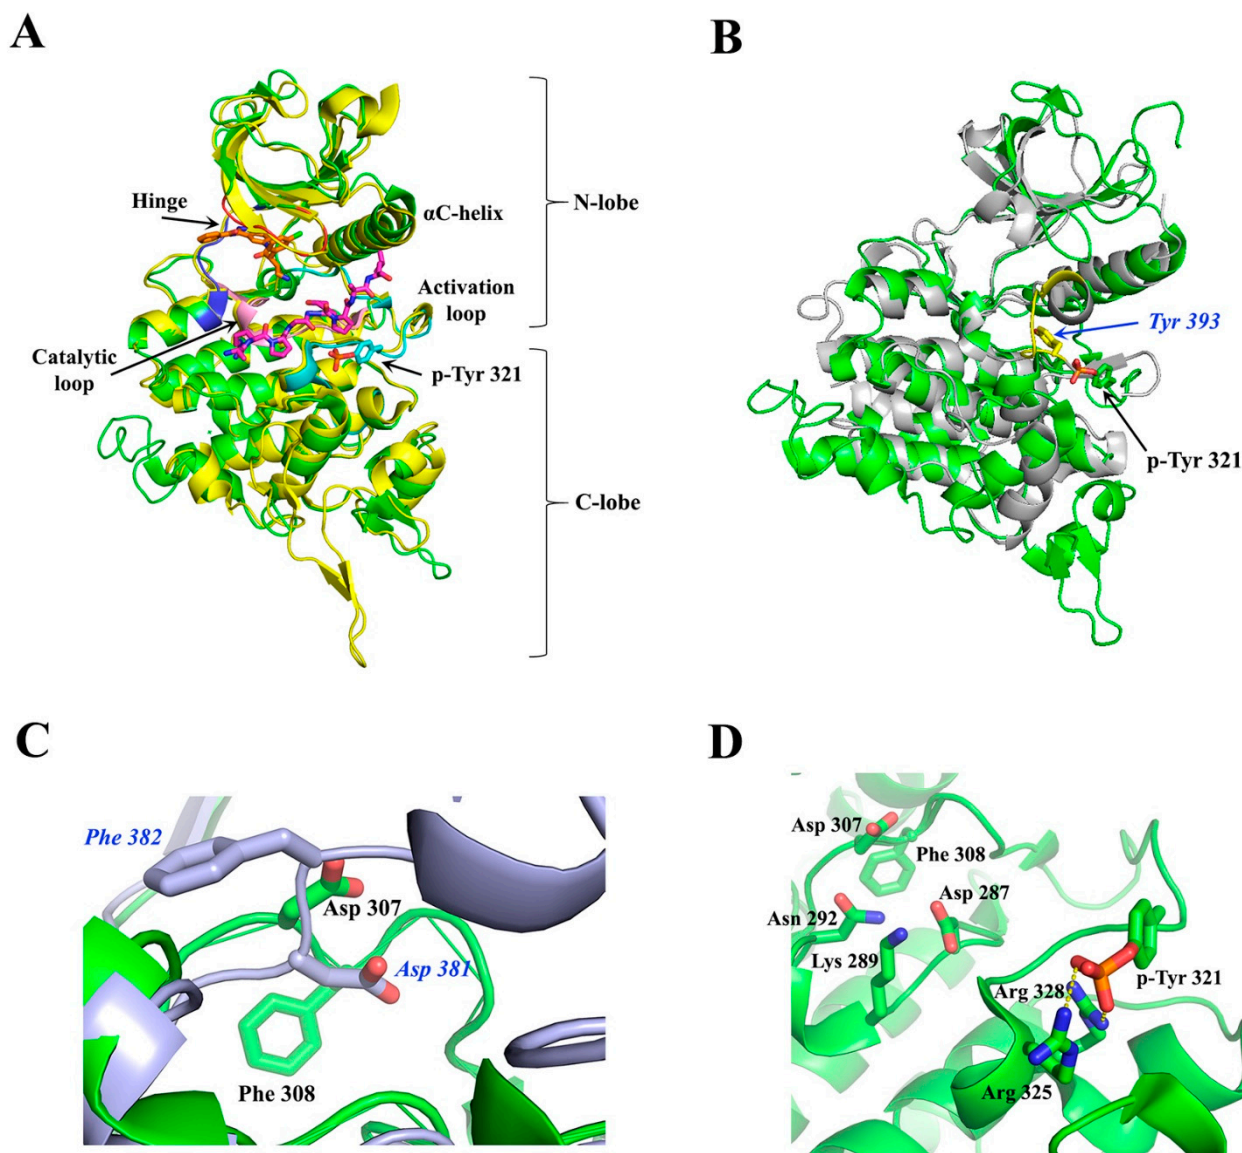 A
B
Hinge
αC-helix
N-lobe
Activation
loop
Catalytic
loop
p-Tyr 321
C-lobe
Tyr 393
p-Tyr 321
C
D
Phe 382
Asp 307
Asp 381
Phe 308
Asp 307
Phe 308
Asp 287
Asn 292
Lys 289
p-Tyr 321
Arg 328
Arg 325